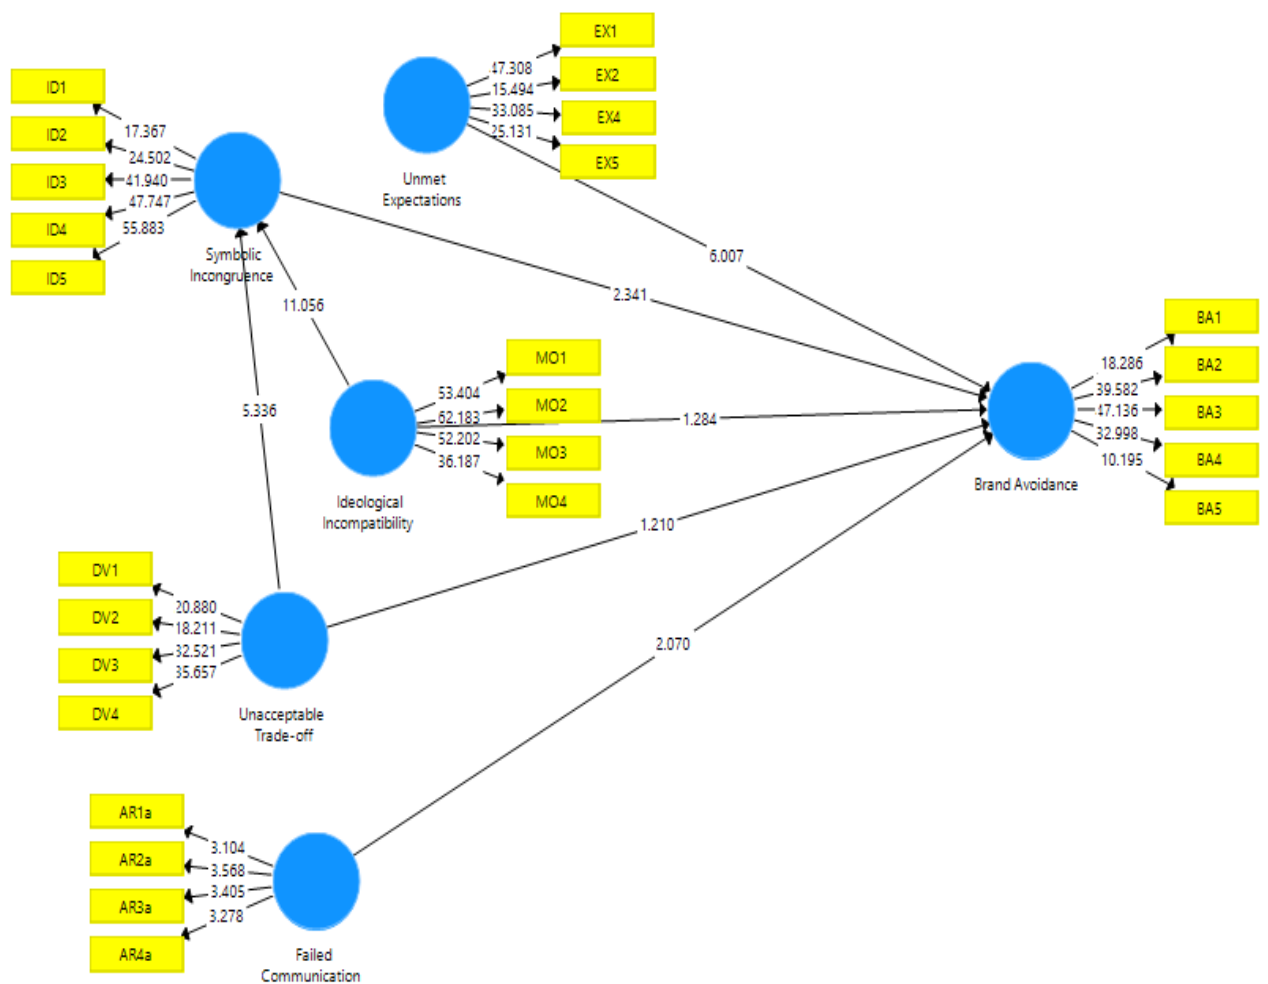 EX1
47.308
EX2
15.494
EX4
33.085
EX5
25.131
Unmet
Expectations
ID1
17.367
ID2
24.502
ID3
41.940
ID4
47.747
ID5
55.883
Symbolic
Incongruence
6.007
2.341
11.056
5.336
MO1
53.404
MO2
62.183
MO3
52.202
MO4
36.187
1.284
Ideological
Incompatibility
BA1
18.286
BA2
39.582
BA3
47.136
BA4
32.998
BA5
10.195
Brand Avoidance
1.210
DV1
20.880
DV2
18.211
DV3
32.521
DV4
35.657
Unacceptable
Trade-off
2.070
AR1a
3.104
AR2a
3.568
AR3a
3.405
AR4a
3.278
Failed
Communication